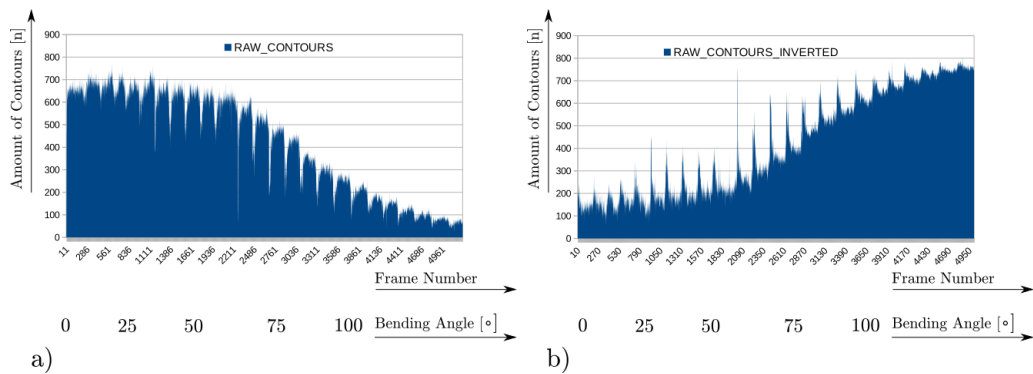 Amount of Contours [n]
RAW_CONTOURS
900
800
700
600
500
400
300
200
100
0
11 286 561 836 1111 1386 1661 1936 2211 2486 2761 3036 3311 3586 3861 4136 4411 4686 4961
Frame Number
0 25 50 75 100 Bending Angle [∘]
a)
Amount of Contours [n]
RAW_CONTOURS_INVERTED
900
800
700
600
500
400
300
200
100
0
10 270 530 790 1050 1310 1570 1830 2090 2350 2610 2870 3130 3390 3650 3910 4170 4430 4690 4950
Frame Number
0 25 50 75 100 Bending Angle [∘]
b)